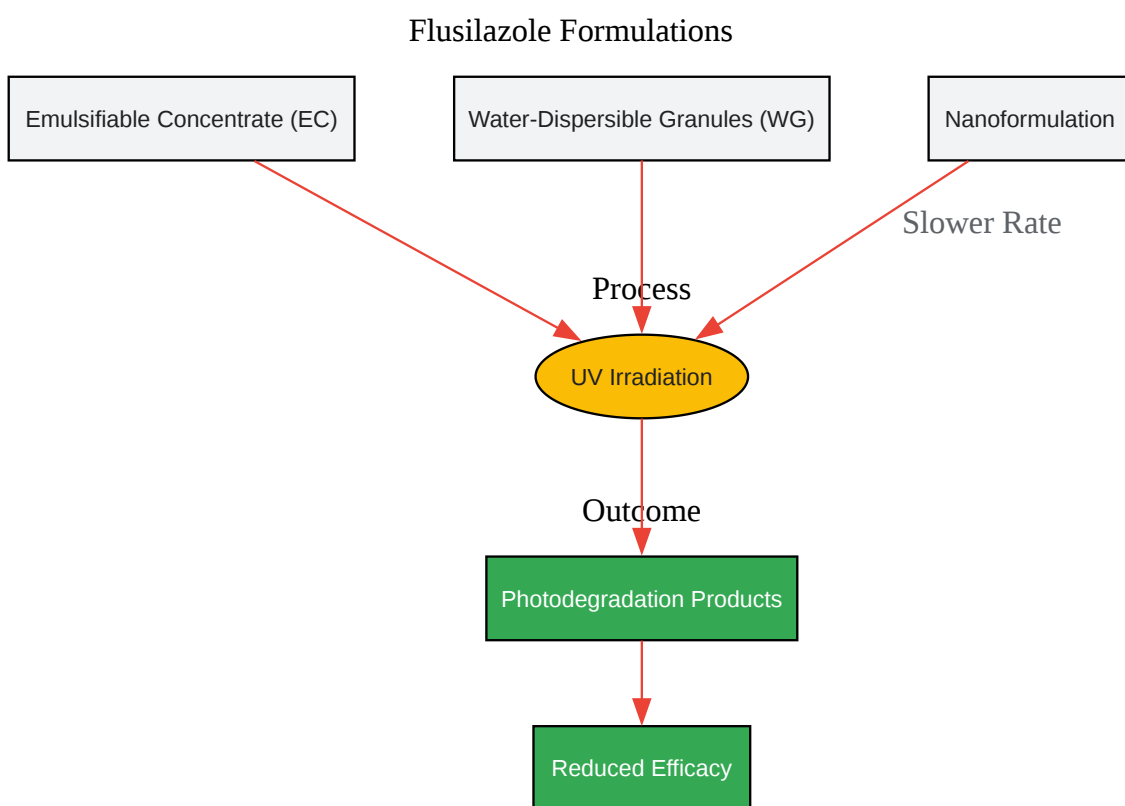 Flusilazole Formulations
Emulsifiable Concentrate (EC)
Water-Dispersible Granules (WG)
Nanoformulation
Slower Rate
Process
UV Irradiation
Outcome
Photodegradation Products
Reduced Efficacy